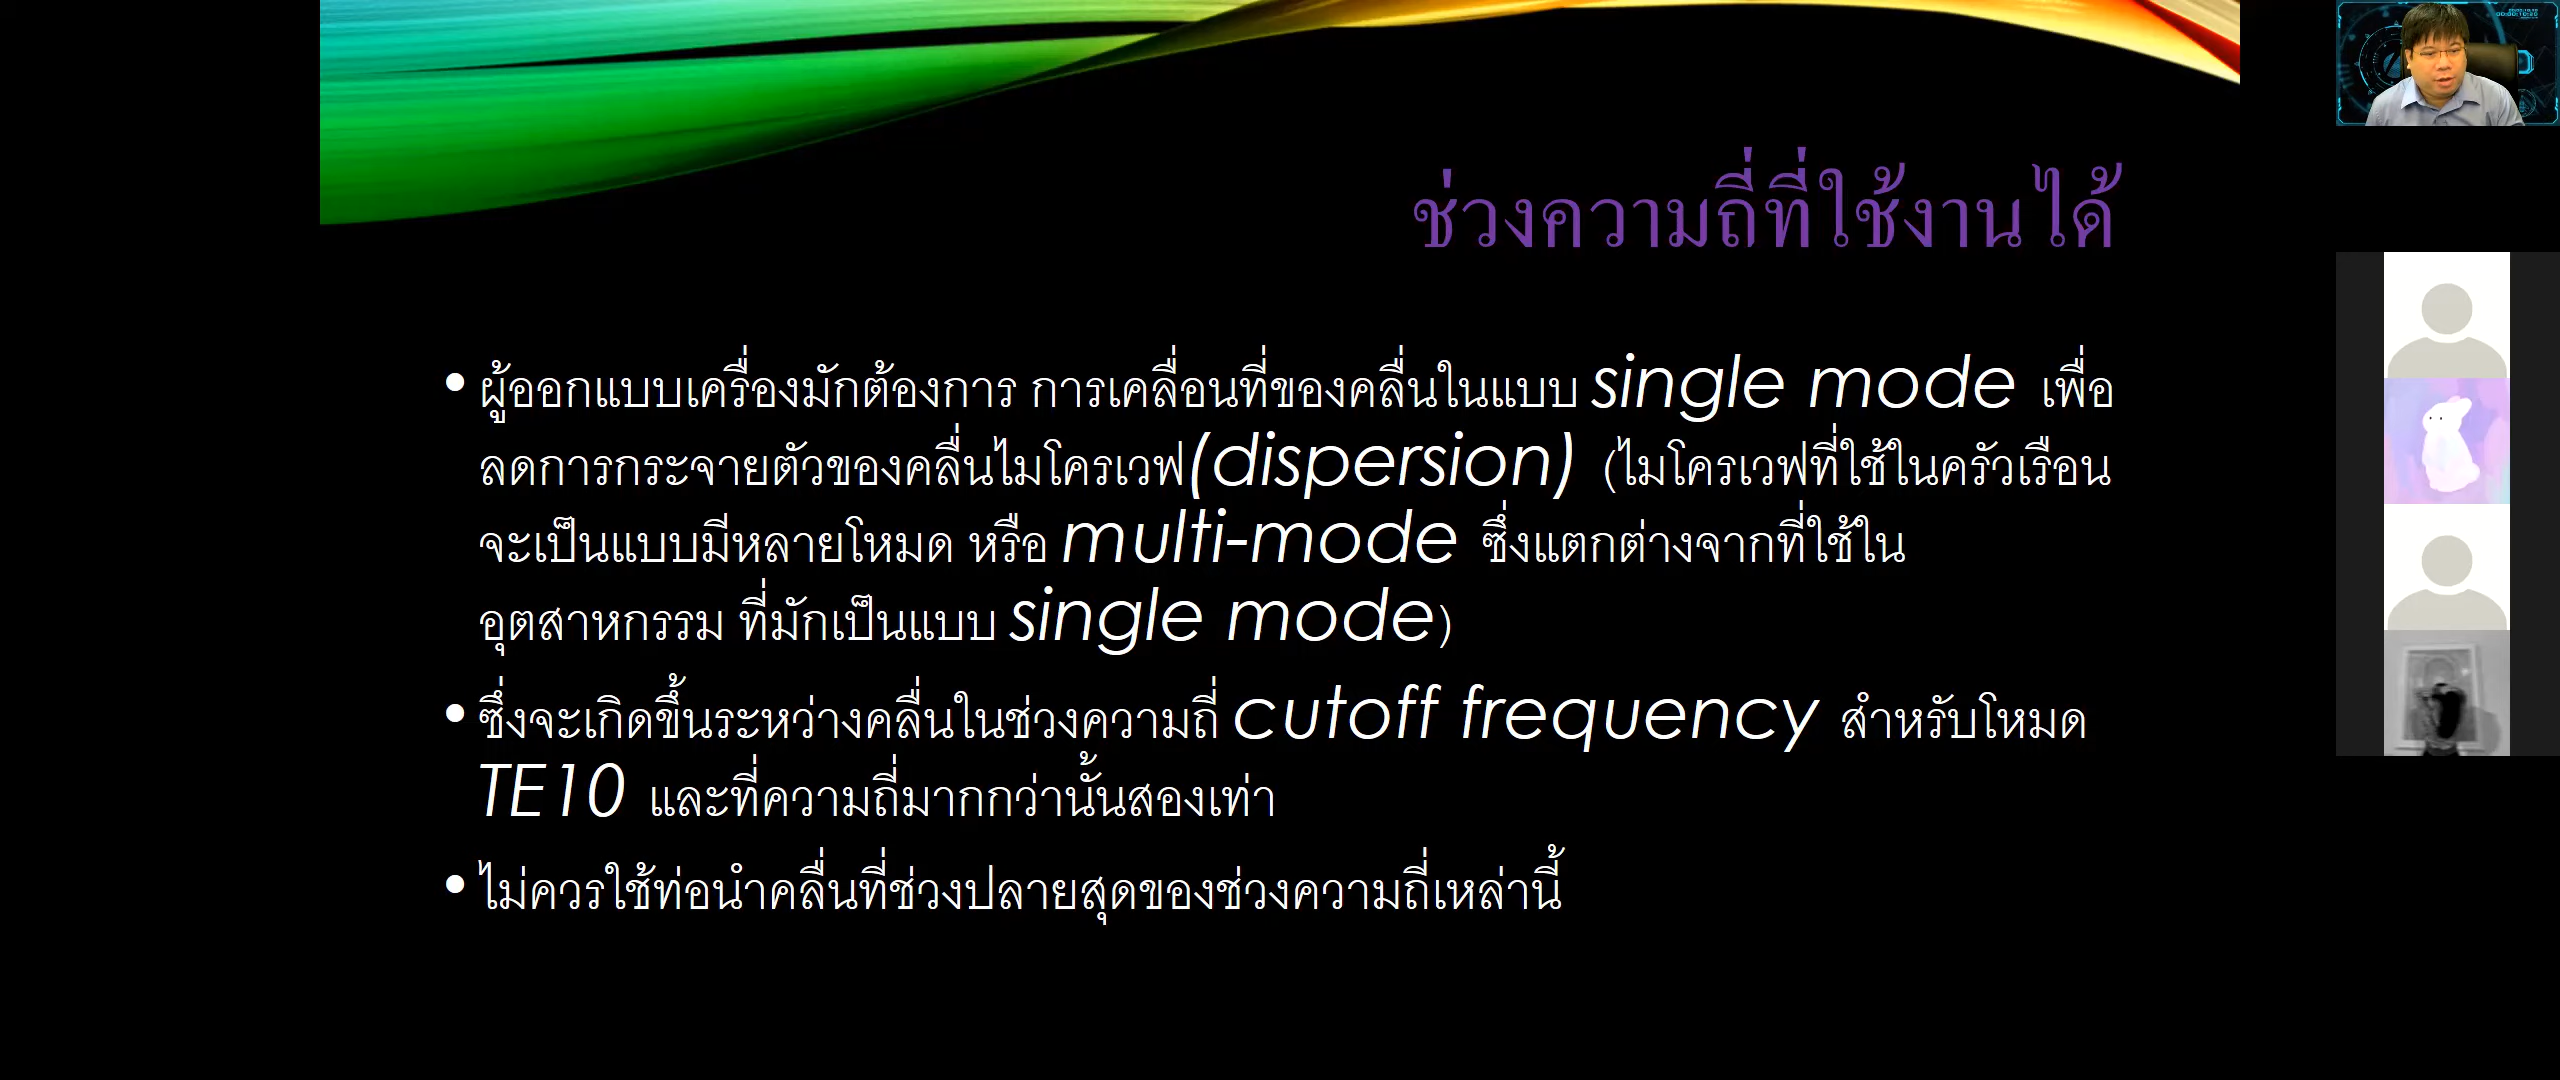 ช่วงความถี่ที่ใช้งานได้
• ผู้ออกแบบเครื่องมักต้องการ การเคลื่อนที่ของคลื่นในแบบ single mode เพื่อ
ลดการกระจายตัวของคลื่นไมโครเวฟ(dispersion) (ไมโครเวฟที่ใช้ในครัวเรือน
จะเป็นแบบมีหลายโหมด หรือ multi-mode ซึ่งแตกต่างจากที่ใช้ใน
อุตสาหกรรม ที่มักเป็นแบบ single mode)
• ซึ่งจะเกิดขึ้นระหว่างคลื่นในช่วงความถี่ cutoff frequency สำหรับโหมด
TE10 และที่ความถี่มากกว่านั้นสองเท่า
• ไม่ควรใช้ท่อนำคลื่นที่ช่วงปลายสุดของช่วงความถี่เหล่านี้